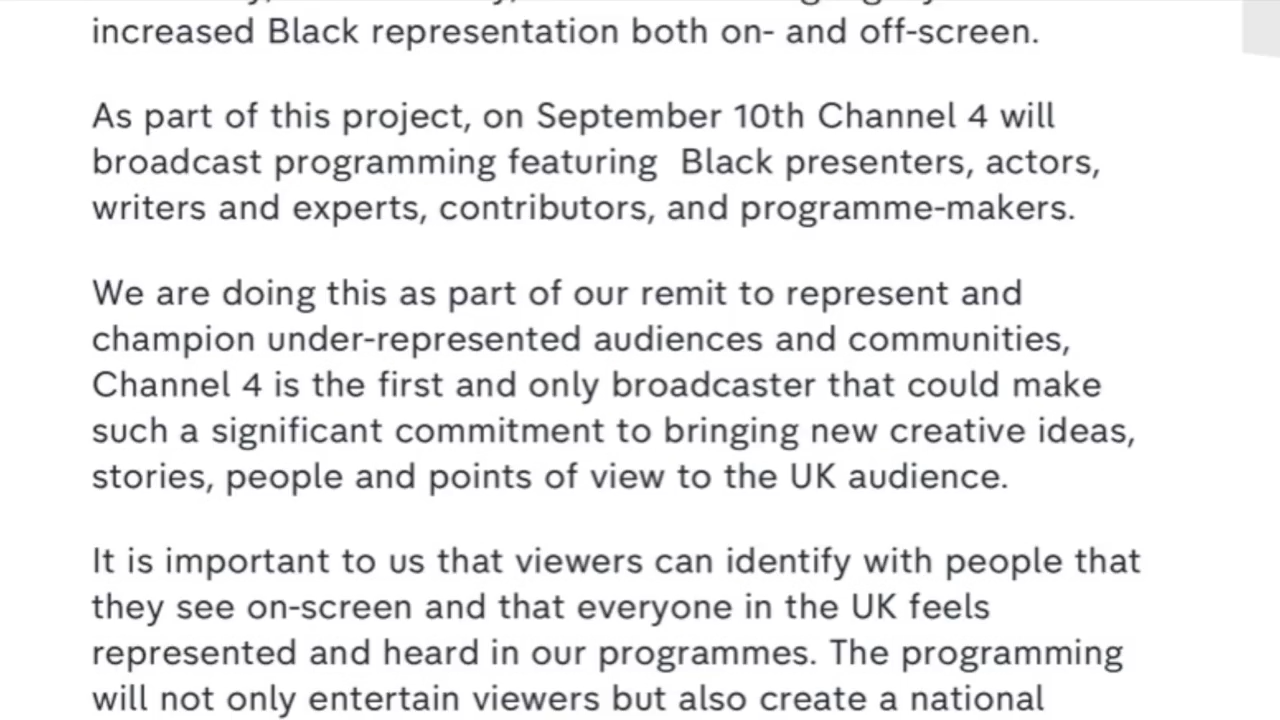 increased Black representation both on- and off-screen.
As part of this project, on September 10th Channel 4 will
broadcast programming featuring  Black presenters, actors,
writers and experts, contributors, and programme-makers.
We are doing this as part of our remit to represent and
champion under-represented audiences and communities,
Channel 4 is the first and only broadcaster that could make
such a significant commitment to bringing new creative ideas,
stories, people and points of view to the UK audience.
It is important to us that viewers can identify with people that
they see on-screen and that everyone in the UK feels
represented and heard in our programmes. The programming
will not only entertain viewers but also create a national